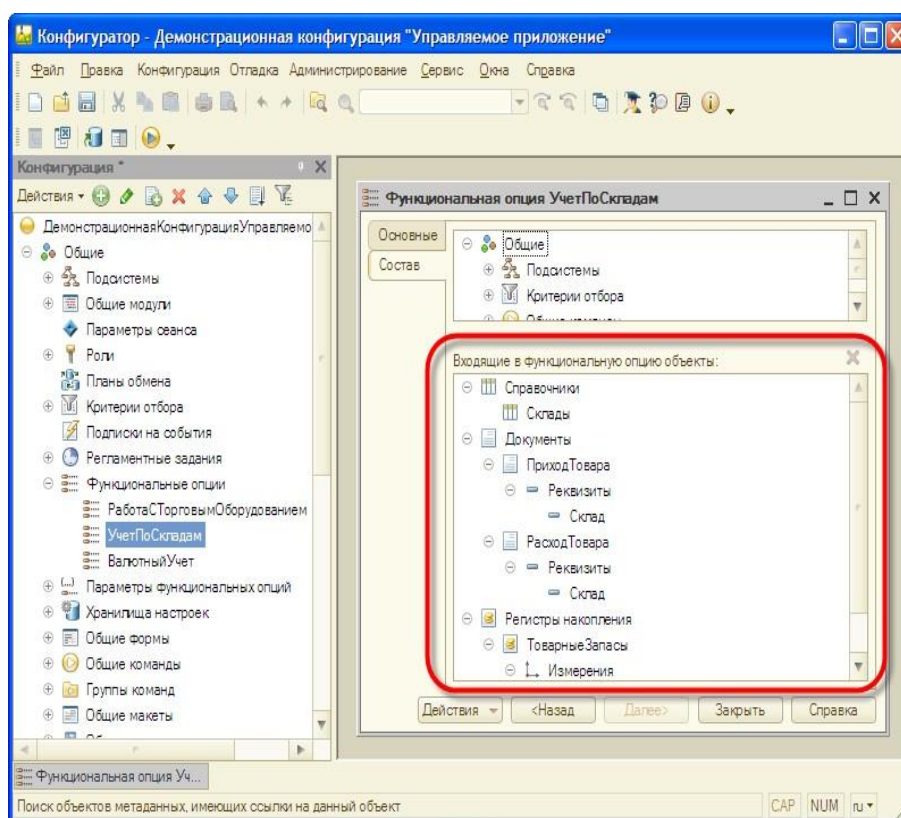 Конфигуратор - Демонстрационная конфигурация "Управляемое приложение"
Файл Правка Конфигурация Отладка Администрирование Сервис Окна Справка
Конфигурация *
Действия
ДемонстрационнаяКонфигурацияУправляемо
Общие
Подсистемы
Общие модули
Параметры сеанса
Роли
Планы обмена
Критерии отбора
Подписки на события
Регламентные задания
Функциональные опции
РаботаСТорговымОборудованием
УчетПоСкладам
ВалютныйУчет
Параметры функциональных опций
Хранилища настроек
Общие формы
Общие команды
Группы команд
Общие макеты
Функциональная опция УчетПоСкладам
Основные
Состав
Общие
Подсистемы
Критерии отбора
Общие команды
Входящие в функциональную опцию объекты:
Справочники
Склады
Документы
ПриходТовара
Реквизиты
Склад
РасходТовара
Реквизиты
Склад
Регистры накопления
ТоварныеЗапасы
Измерения
Действия <Назад Далее> Закрыть Справка
Функциональная опция Уч...
Поиск объектов метаданных, имеющих ссылки на данный объект
CAP NUM ru